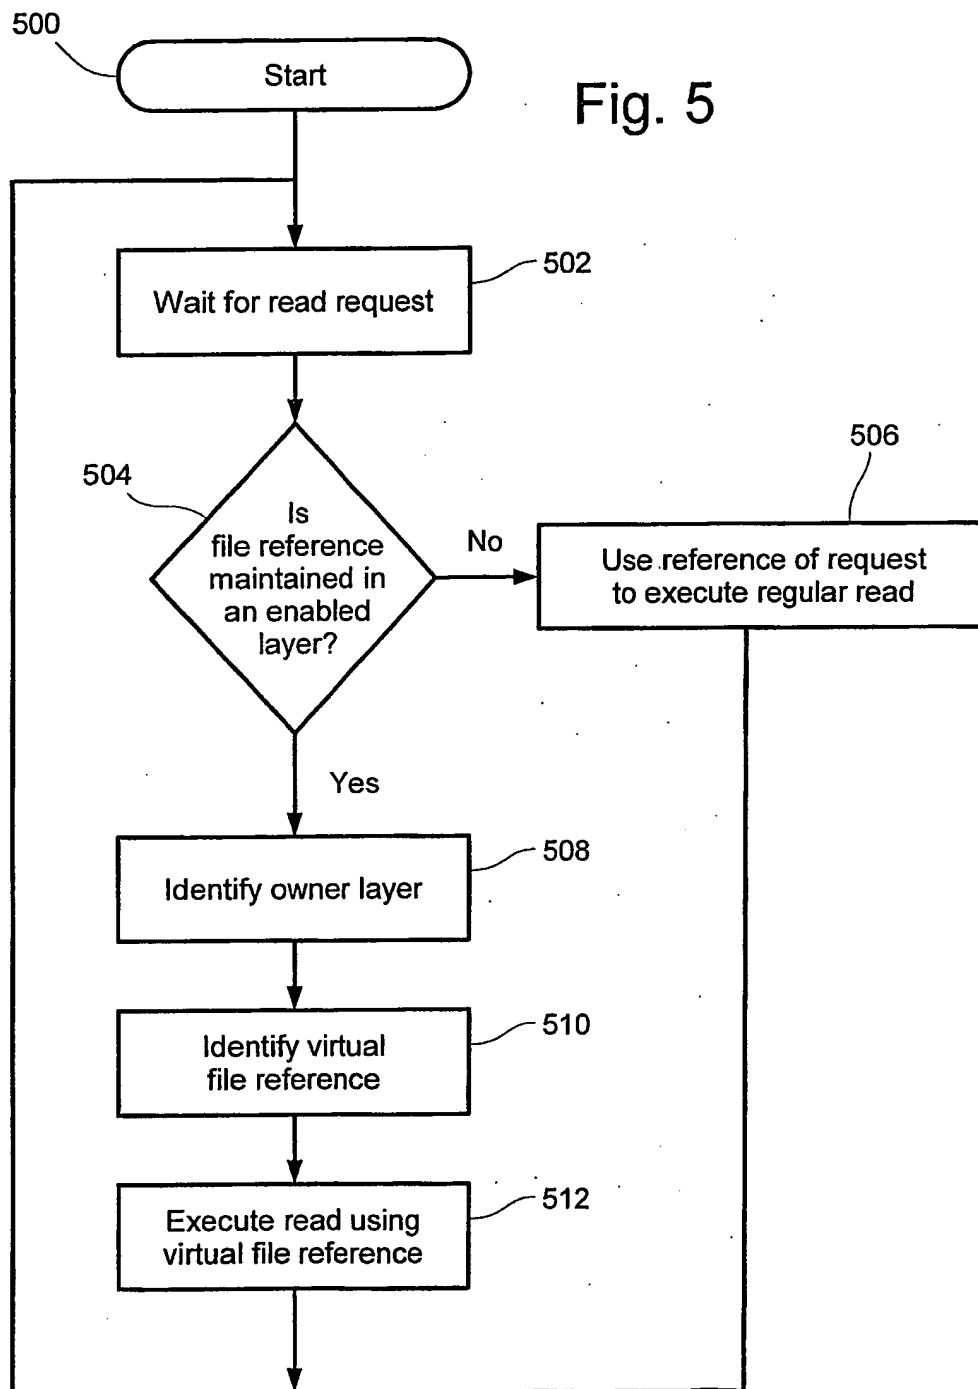 500
Start
Fig. 5
502
Wait for read request
504
506
Is
file reference
maintained in
an enabled
layer?
No
Use reference of request
to execute regular read
Yes
508
Identify owner layer
510
Identify virtual
file reference
512
Execute read using
virtual file reference